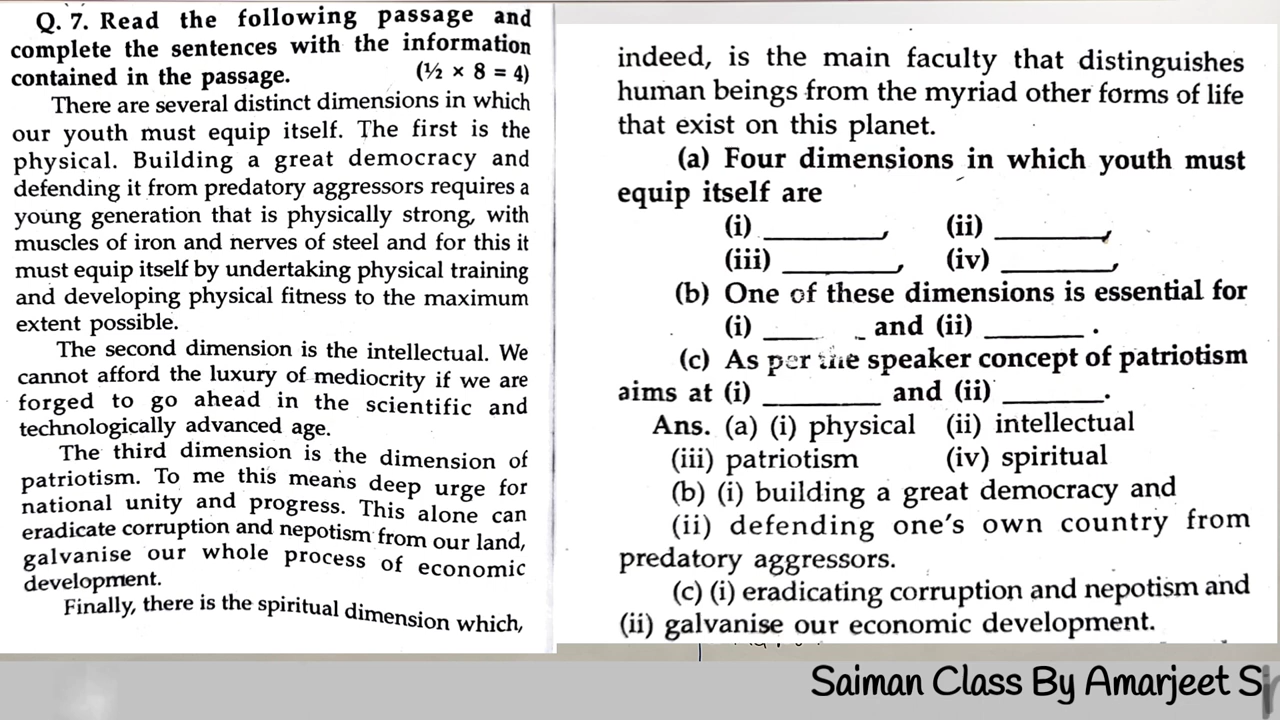 Q. 7. Read the following passage and
complete the sentences with the information
contained in the passage. (½ × 8 = 4)
There are several distinct dimensions in which
our youth must equip itself. The first is the
physical. Building a great democracy and
defending it from predatory aggressors requires a
young generation that is physically strong, with
muscles of iron and nerves of steel and for this it
must equip itself by undertaking physical training
and developing physical fitness to the maximum
extent possible.
The second dimension is the intellectual. We
cannot afford the luxury of mediocrity if we are
forged to go ahead in the scientific and
technologically advanced age.
The third dimension is the dimension of
patriotism. To me this means deep urge for
national unity and progress. This alone can
eradicate corruption and nepotism from our land,
galvanise our whole process of economic
development.
Finally, there is the spiritual dimension which,
indeed, is the main faculty that distinguishes
human beings from the myriad other forms of life
that exist on this planet.
(a) Four dimensions in which youth must
equip itself are
(i) ________, (ii) ________,
(iii) ________, (iv) ________,
(b) One of these dimensions is essential for
(i) ________ and (ii) ________.
(c) As per the speaker concept of patriotism
aims at (i) ________ and (ii) ________.
Ans. (a) (i) physical (ii) intellectual
(iii) patriotism (iv) spiritual
(b) (i) building a great democracy and
(ii) defending one's own country from
predatory aggressors.
(c) (i) eradicating corruption and nepotism and
(ii) galvanise our economic development.
Saiman Class By Amarjeet S